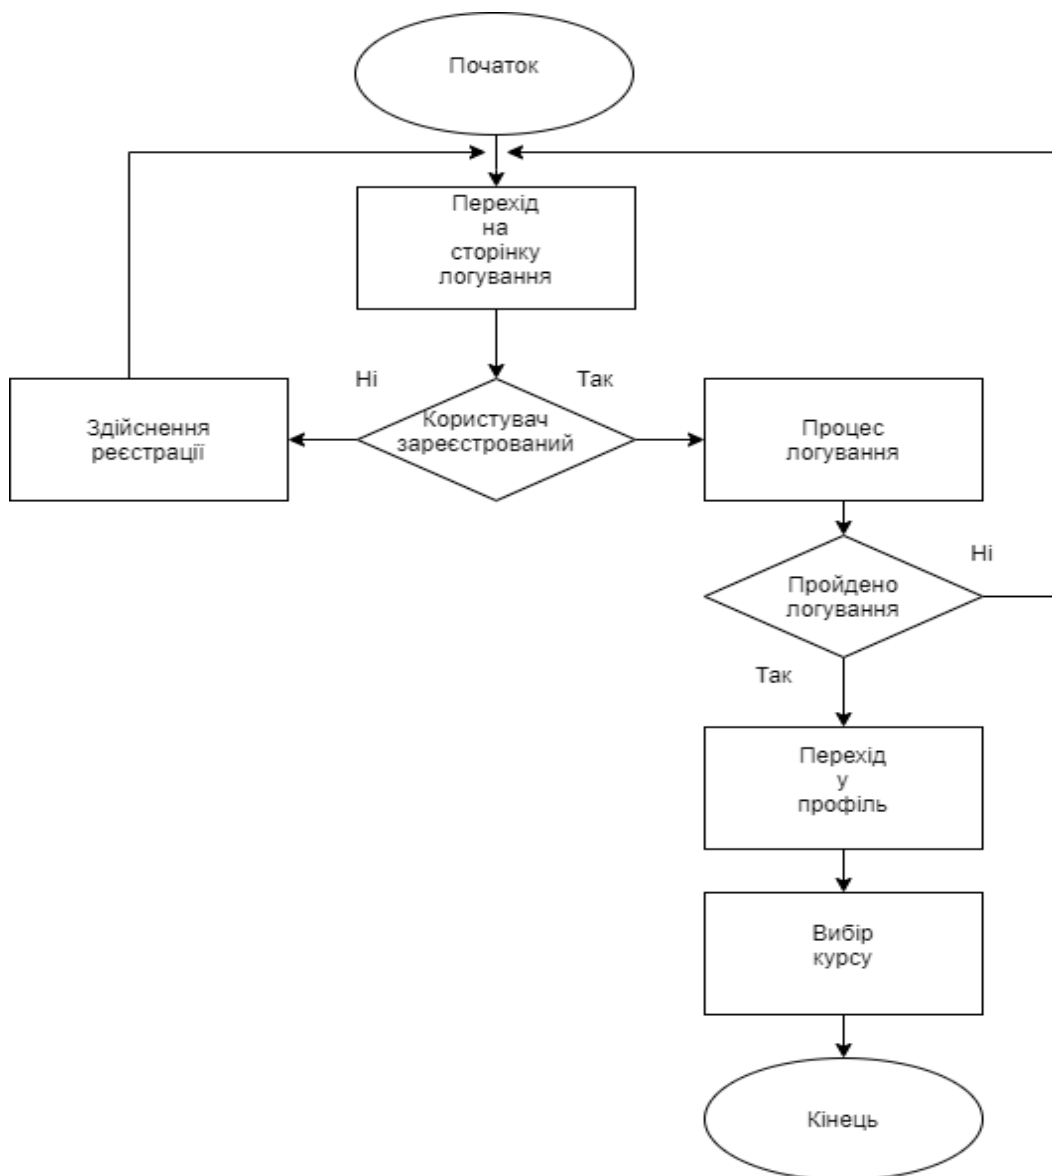 Початок
Перехід
на
сторінку
логування
Ні
Так
Здійснення
реєстрації
Користувач
зареєстрований
Процес
логування
Ні
Пройдено
логування
Так
Перехід
у
профіль
Вибір
курсу
Кінець